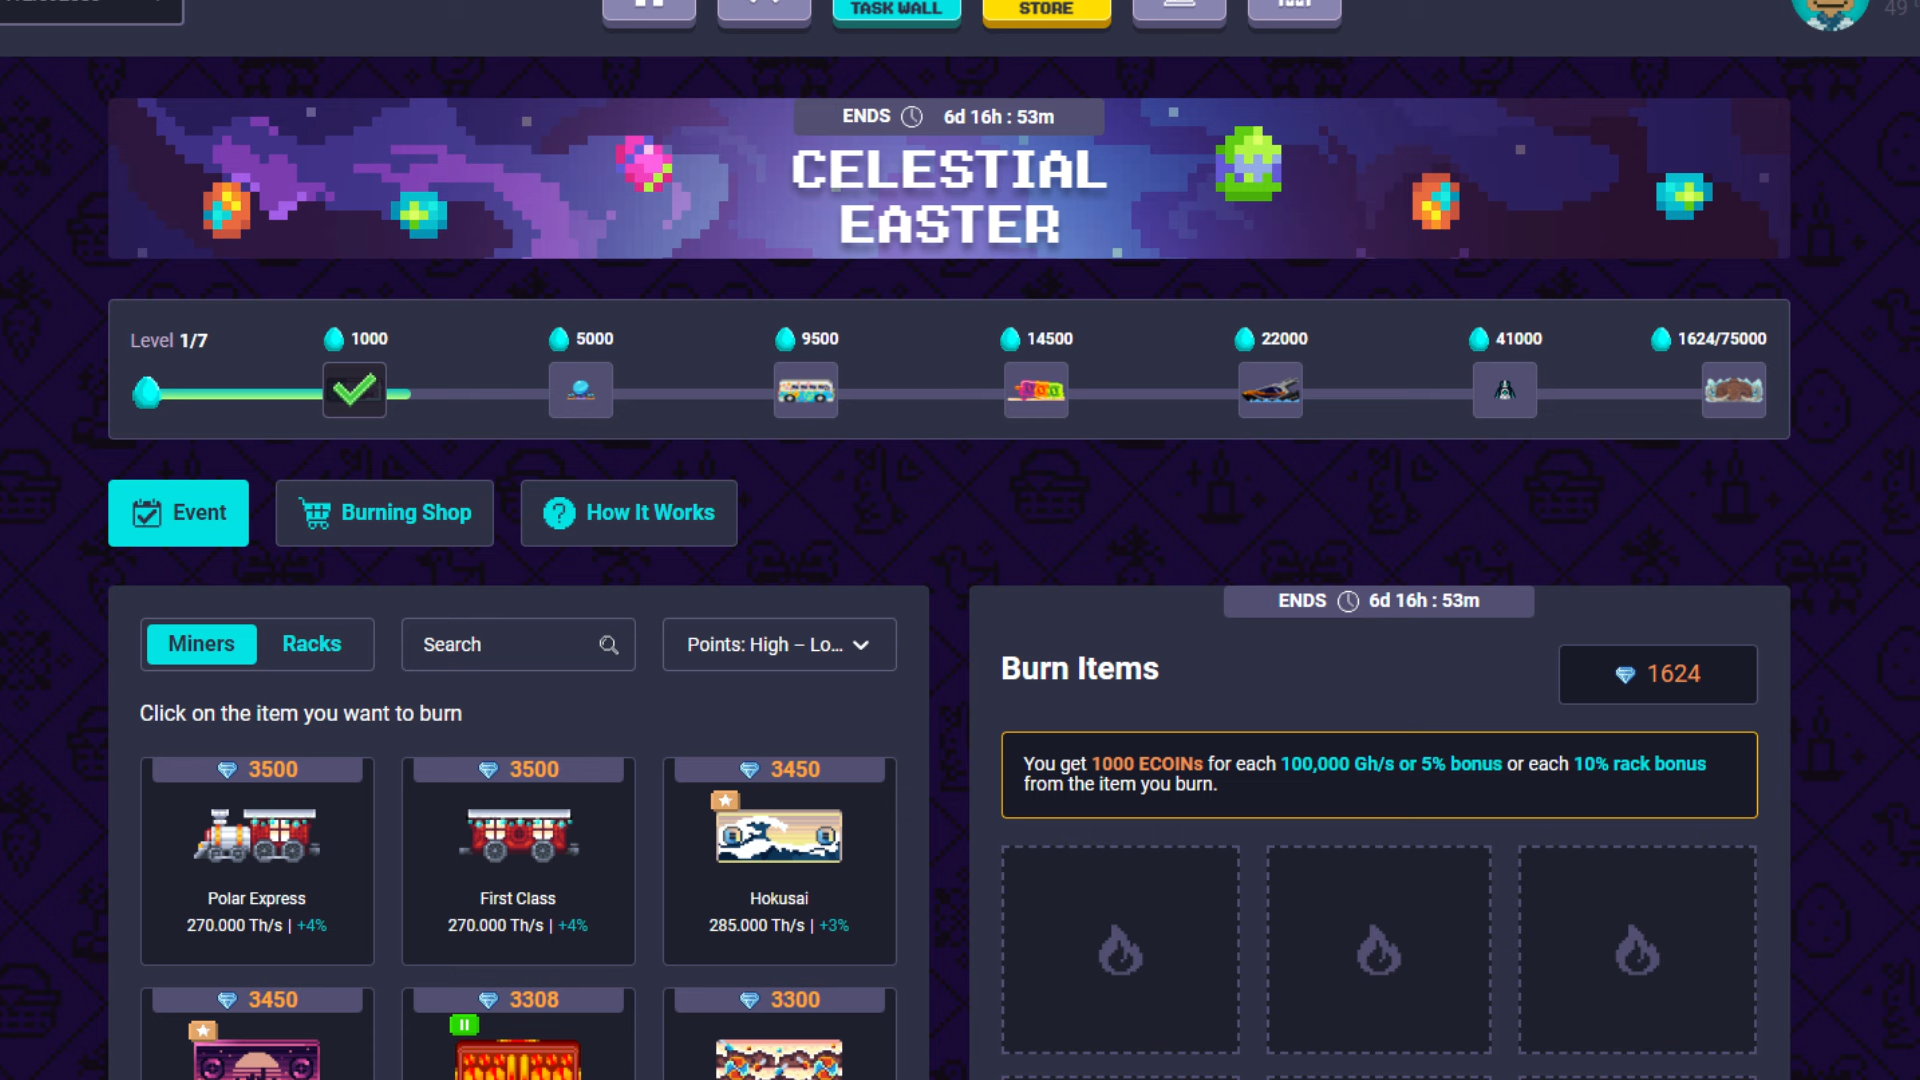 TASK WALL
STORE
49
ENDS 6d 16h : 53m
CELESTIAL
EASTER
Level 1/7
1000
5000
9500
14500
22000
41000
1624/75000
Event
Burning Shop
How It Works
Miners
Racks
Search
Points: High – Lo...
Click on the item you want to burn
3500
Polar Express
270.000 Th/s | +4%
3500
First Class
270.000 Th/s | +4%
3450
Hokusai
285.000 Th/s | +3%
3450
3308
3300
ENDS 6d 16h : 53m
Burn Items
1624
You get 1000 ECOINs for each 100,000 Gh/s or 5% bonus or each 10% rack bonus
from the item you burn.